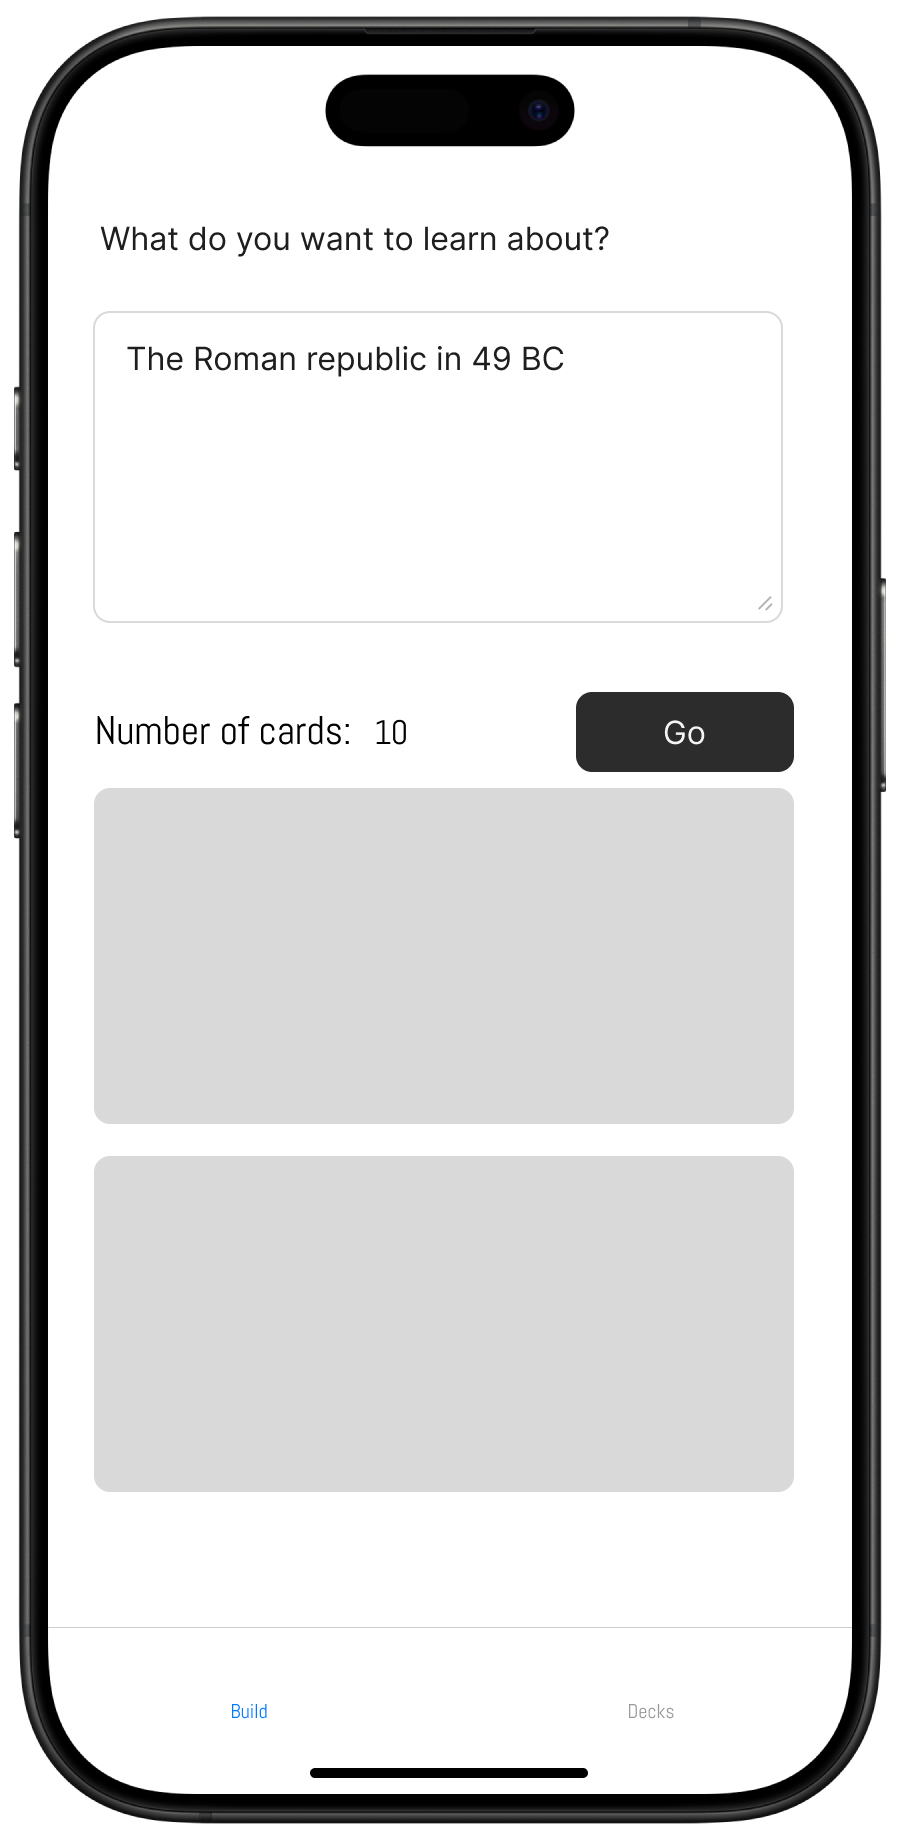 What do you want to learn about?
The Roman republic in 49 BC
Number of cards: 10
Go
Build
Decks